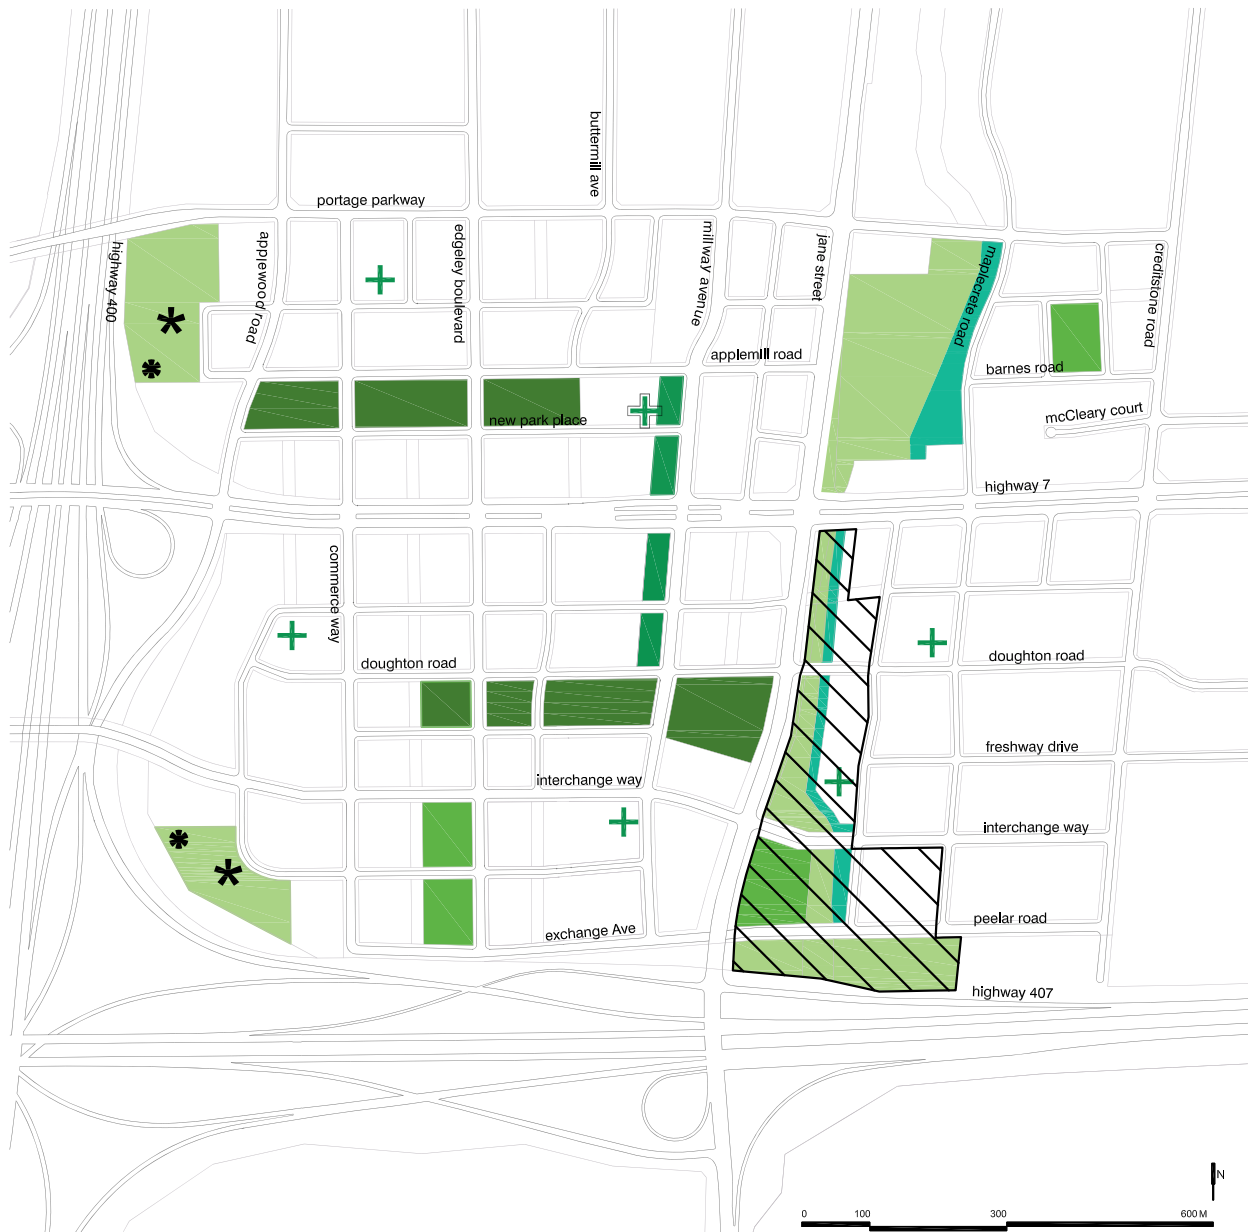 buttermill ave
portage parkway
highway 400
applewood road
edgeley boulevard
millway avenue
jane street
maplecrete road
creditstone road
applemill road
barnes road
new park place
mcCleary court
highway 7
commerce way
doughton road
doughton road
freshway drive
interchange way
interchange way
peelar road
exchange Ave
highway 407
N
0 100 300 600 M